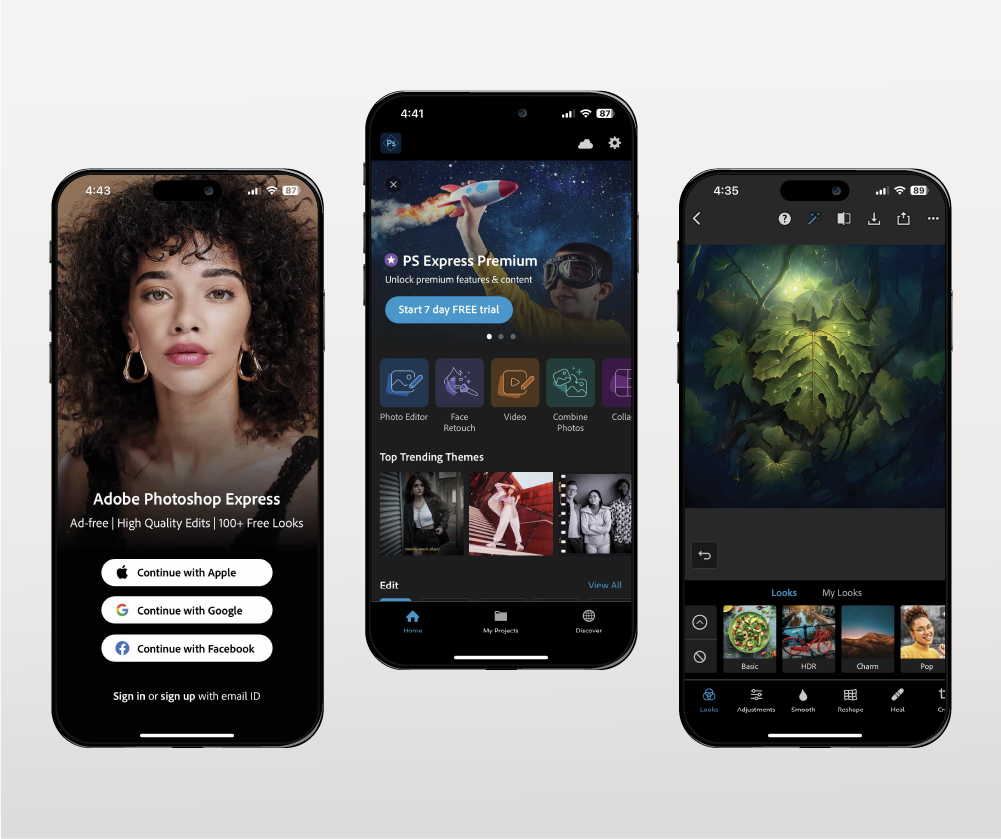 4:43
87
Adobe Photoshop Express
Ad-free | High Quality Edits | 100+ Free Looks
Continue with Apple
Continue with Google
Continue with Facebook
Sign in or sign up with email ID
4:41
87
Ps
PS Express Premium
Unlock premium features & content
Start 7 day FREE trial
Photo Editor
Face Retouch
Video
Combine Photos
Colla
Top Trending Themes
Edit
View All
Home
My Projects
Discover
4:35
89
Looks
My Looks
Basic
HDR
Charm
Pop
Looks
Adjustments
Smooth
Reshape
Heal
Cr